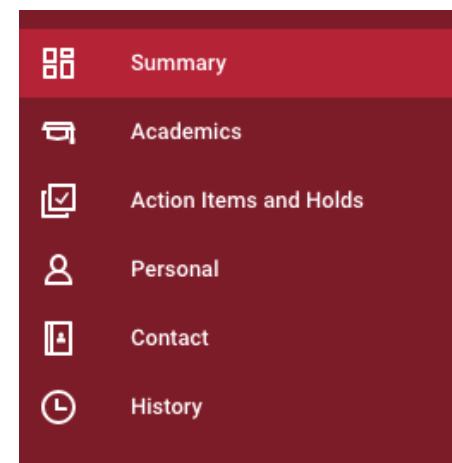 Summary
Academics
Action Items and Holds
Personal
Contact
History